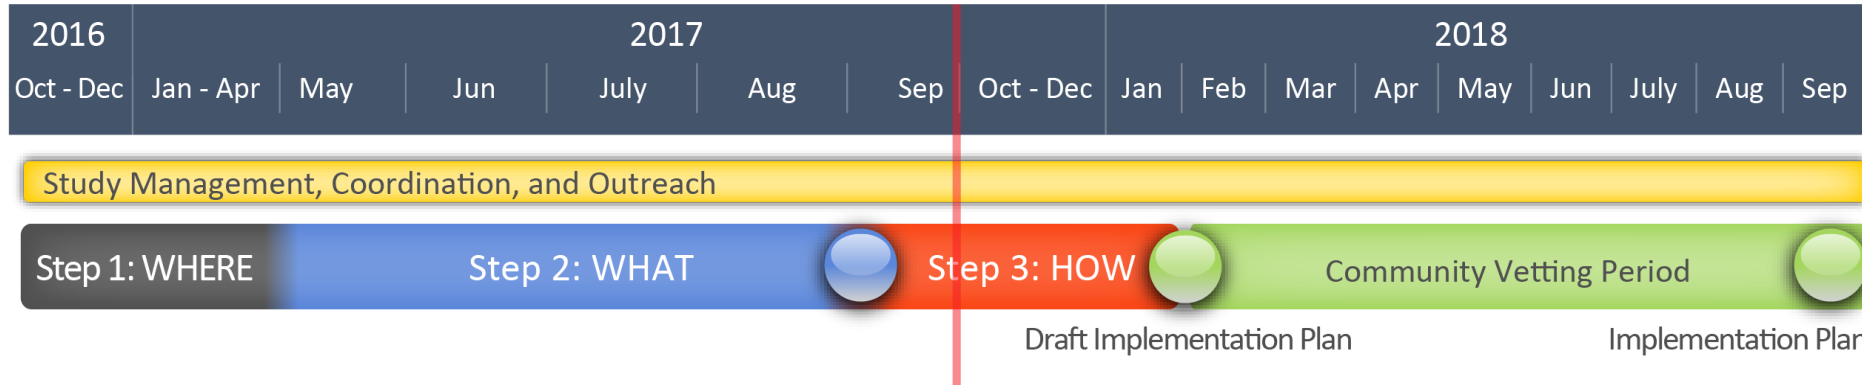 2016 2017 2018
Oct - Dec Jan - Apr May Jun July Aug Sep Oct - Dec Jan Feb Mar Apr May Jun July Aug Sep
Study Management, Coordination, and Outreach
Step 1: WHERE Step 2: WHAT Step 3: HOW Community Vetting Period
Draft Implementation Plan Implementation Plan